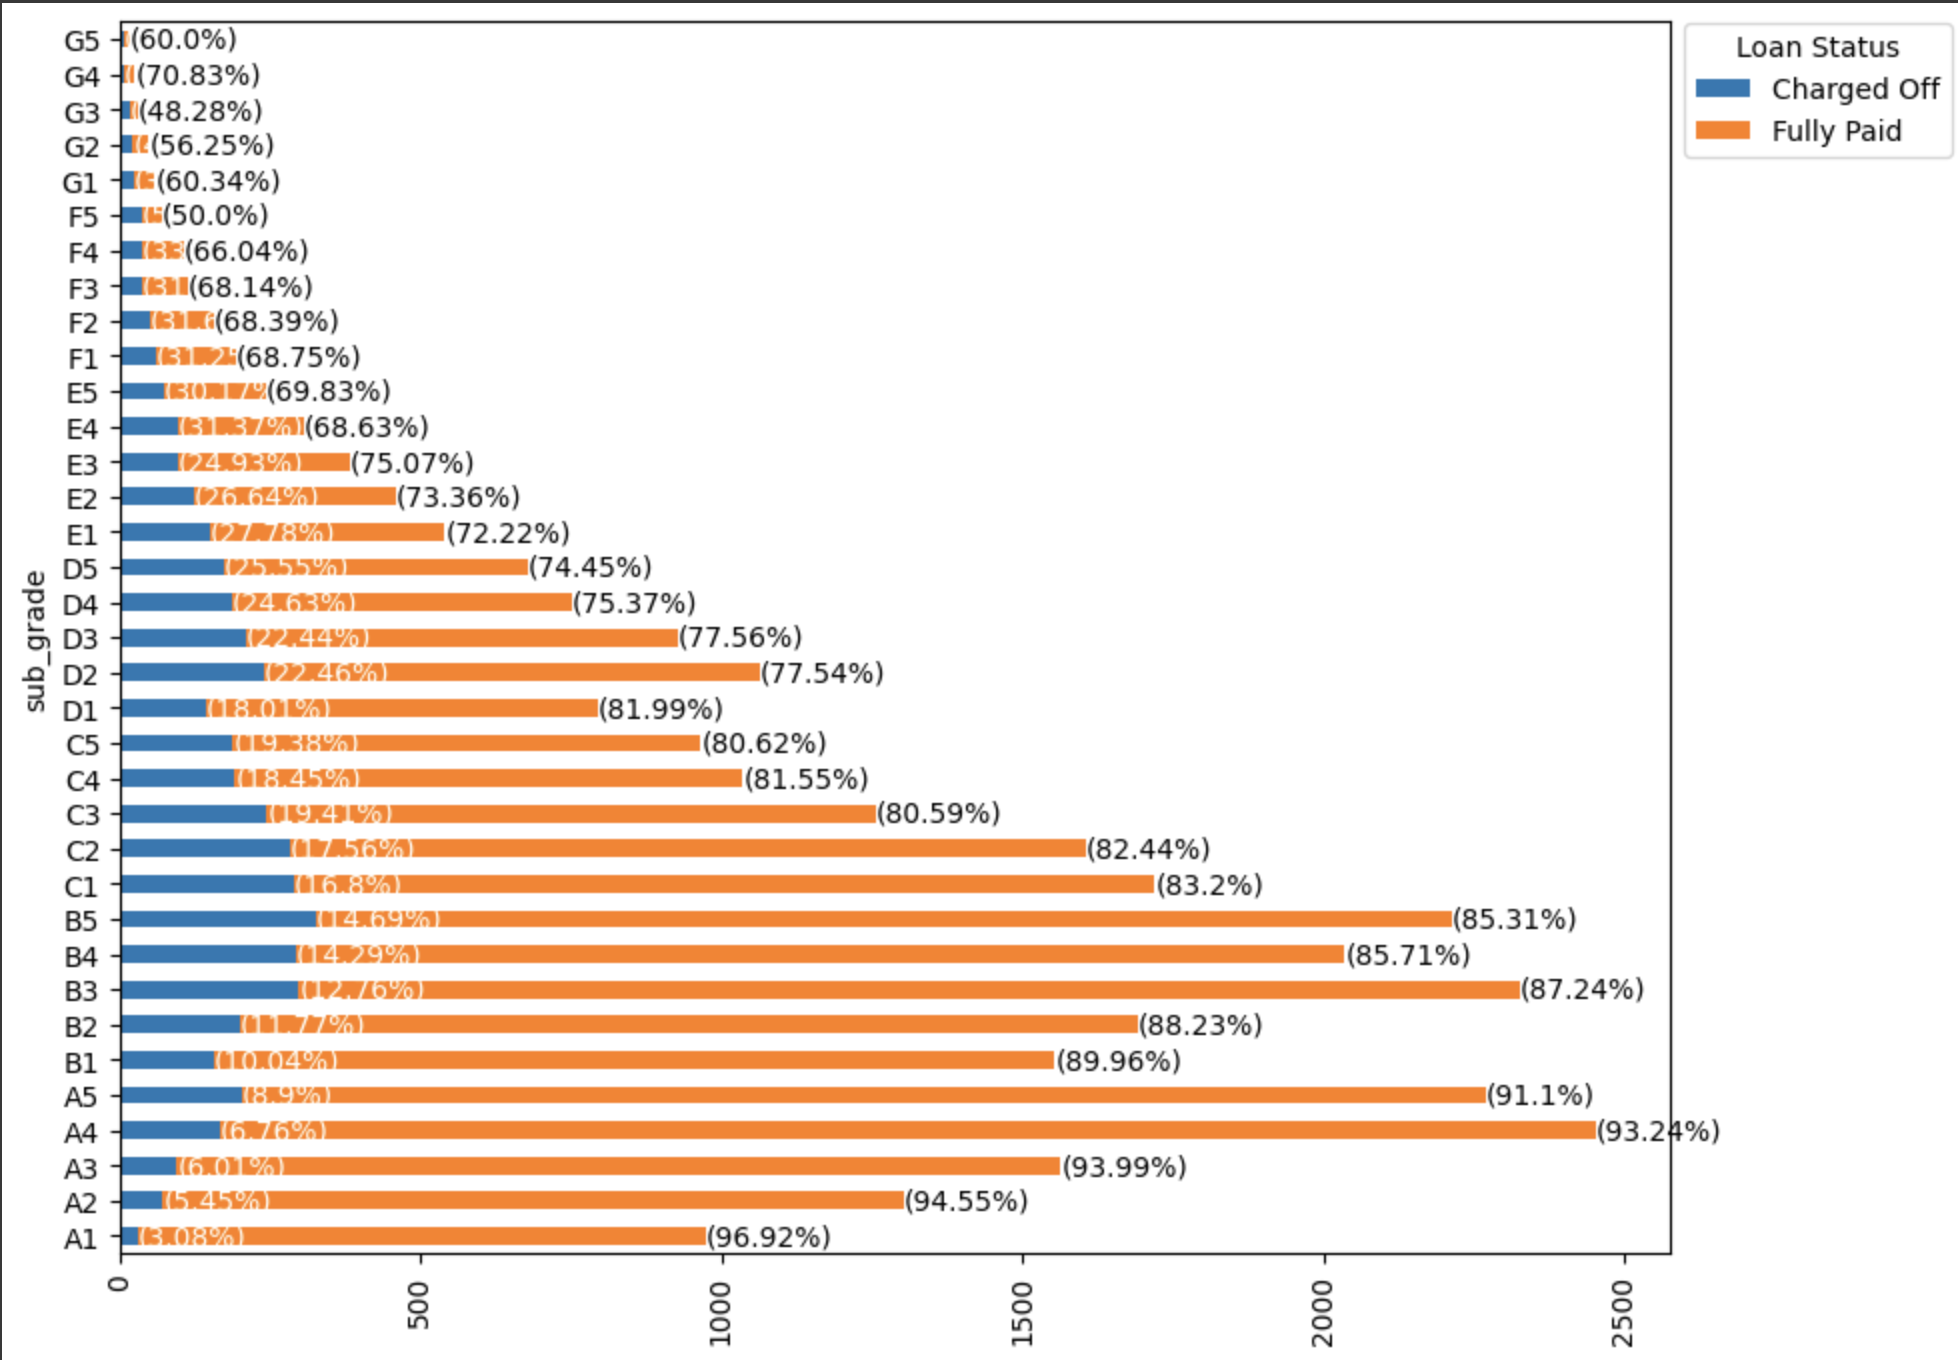 Loan Status
Charged Off
Fully Paid
sub_grade
G5 (60.0%)
G4 (70.83%)
G3 (48.28%)
G2 (56.25%)
G1 (60.34%)
F5 (50.0%)
F4 (66.04%)
F3 (68.14%)
F2 (68.39%)
F1 (68.75%)
E5 (30.17% (69.83%)
E4 (31.37%) (68.63%)
E3 (24.93%) (75.07%)
E2 (26.64%) (73.36%)
E1 (27.78%) (72.22%)
D5 (25.55%) (74.45%)
D4 (24.63%) (75.37%)
D3 (22.44%) (77.56%)
D2 (22.46%) (77.54%)
D1 (18.01%) (81.99%)
C5 (19.38%) (80.62%)
C4 (18.45%) (81.55%)
C3 (19.41%) (80.59%)
C2 (17.56%) (82.44%)
C1 (16.8%) (83.2%)
B5 (14.69%) (85.31%)
B4 (14.29%) (85.71%)
B3 (12.76%) (87.24%)
B2 (11.77%) (88.23%)
B1 (10.04%) (89.96%)
A5 (8.9%) (91.1%)
A4 (6.76%) (93.24%)
A3 (6.01%) (93.99%)
A2 (5.45%) (94.55%)
A1 (3.08%) (96.92%)
0 500 1000 1500 2000 2500